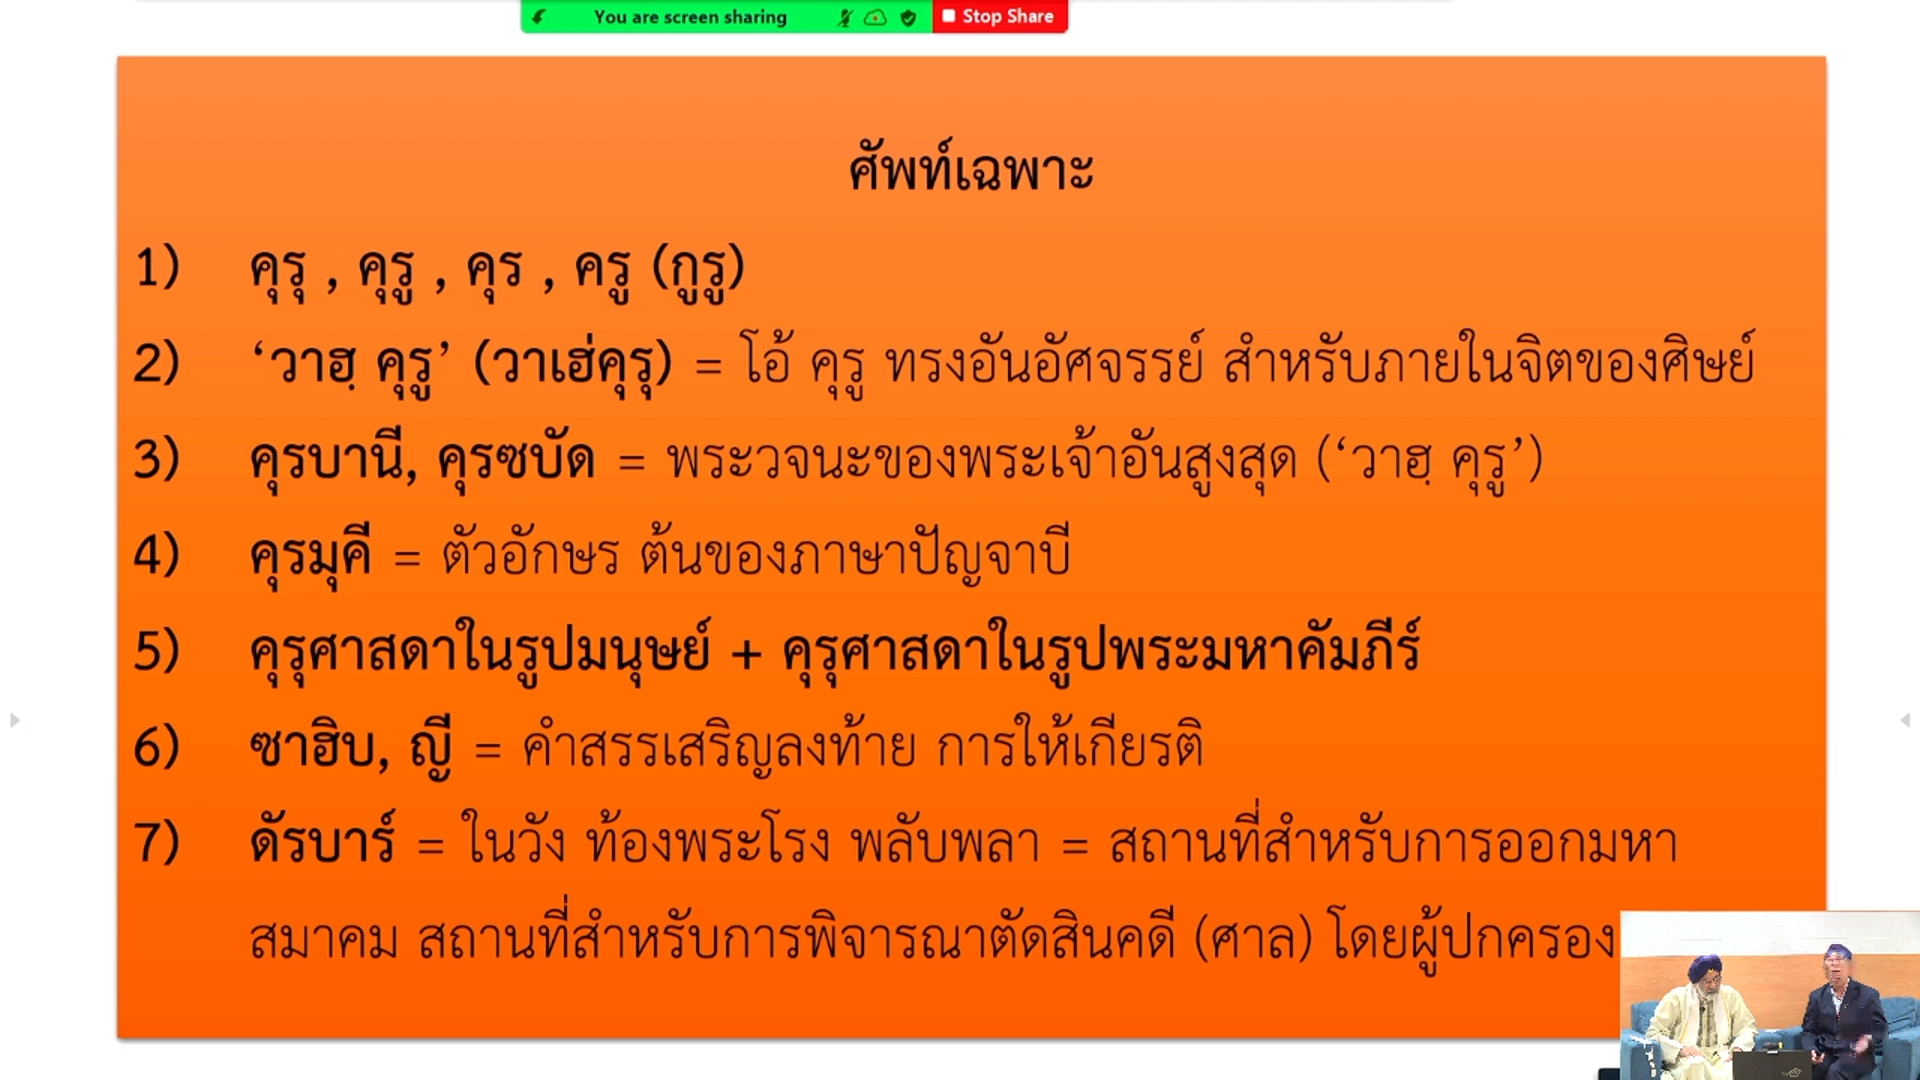 You are screen sharing Stop Share
ศัพท์เฉพาะ
1) คุรุ , คุรู , คุร , ครู (กูรู)
2) ‘วาฮฺ คุรู’ (วาเฮ่คุรุ) = โอ้ คุรู ทรงอันอัศจรรย์ สำหรับภายในจิตของศิษย์
3) คุรบานี, คุรซบัด = พระวจนะของพระเจ้าอันสูงสุด (‘วาฮฺ คุรู’)
4) คุรมุคี = ตัวอักษร ต้นของภาษาปัญจาบี
5) คุรุศาสดาในรูปมนุษย์ + คุรุศาสดาในรูปพระมหาคัมภีร์
6) ซาฮิบ, ญี = คำสรรเสริญลงท้าย การให้เกียรติ
7) ดัรบาร์ = ในวัง ท้องพระโรง พลับพลา = สถานที่สำหรับการออกมหา
สมาคม สถานที่สำหรับการพิจารณาตัดสินคดี (ศาล) โดยผู้ปกครอง